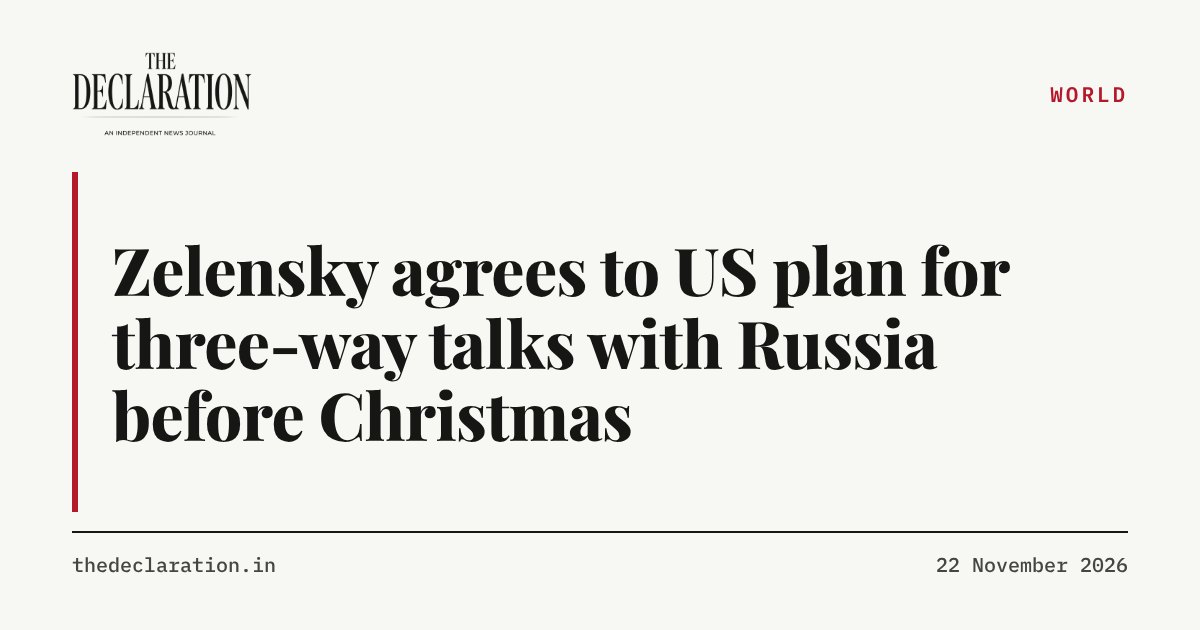 THE
DECLARATION
AN INDEPENDENT NEWS JOURNAL
WORLD
Zelensky agrees to US plan for
three-way talks with Russia
before Christmas
thedeclaration.in
22 November 2026